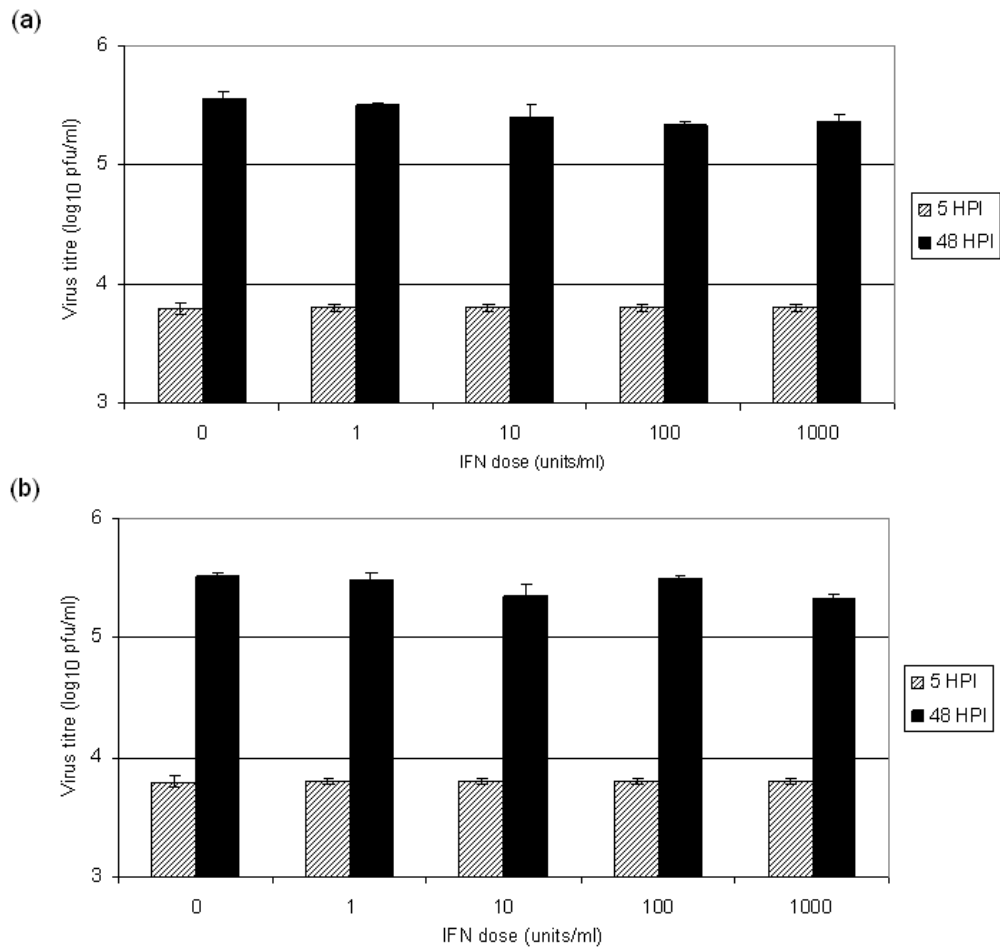 (a)
6
5
4
3
Virus titre (log10 pfu/ml)
0 1 10 100 1000
IFN dose (units/ml)
5 HPI
48 HPI
(b)
6
5
4
3
Virus titre (log10 pfu/ml)
0 1 10 100 1000
IFN dose (units/ml)
5 HPI
48 HPI